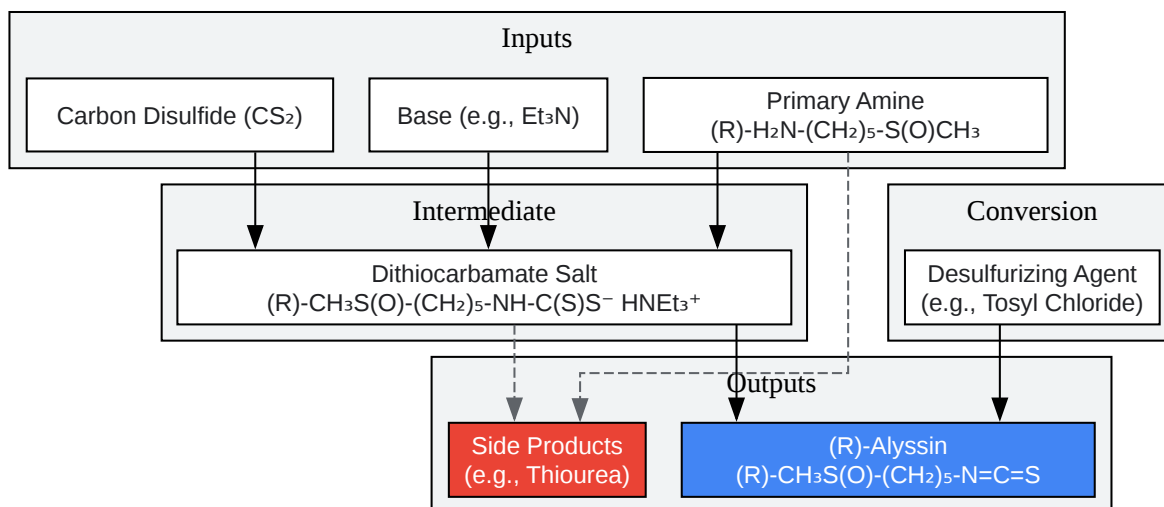 Inputs
Carbon Disulfide (CS₂)
Base (e.g., Et₃N)
Primary Amine
(R)-H₂N-(CH₂)₅-S(O)CH₃
Intermediate
Conversion
Dithiocarbamate Salt
(R)-CH₃S(O)-(CH₂)₅-NH-C(S)S⁻ HNEt₃⁺
Desulfurizing Agent
(e.g., Tosyl Chloride)
Outputs
Side Products
(e.g., Thiourea)
(R)-Alyssin
(R)-CH₃S(O)-(CH₂)₅-N=C=S